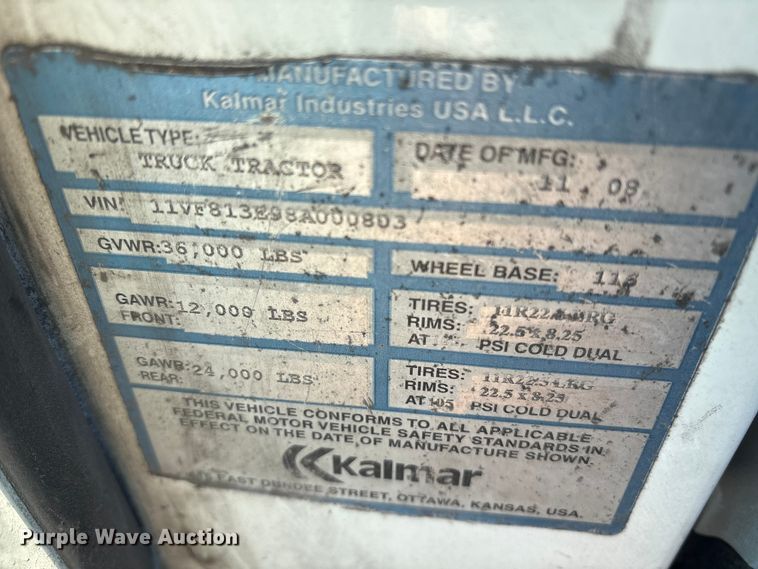 MANUFACTURED BY
Kalmar Industries USA L.L.C.
VEHICLE TYPE:
TRUCK TRACTOR
DATE OF MFG:
11 08
VIN: 11VF813E98A000803
GVWR: 36,000 LBS
WHEEL BASE: 116
GAWR: 12,000 LBS
FRONT:
TIRES:
RIMS: 22.5 x 8.25
AT PSI COLD DUAL
GAWR: 24,000 LBS
REAR:
TIRES:
RIMS: 22.5 x 8.25
AT 105 PSI COLD DUAL
THIS VEHICLE CONFORMS TO ALL APPLICABLE
FEDERAL MOTOR VEHICLE SAFETY STANDARDS IN
EFFECT ON THE DATE OF MANUFACTURE SHOWN
Kalmar
EAST DUNDEE STREET, OTTAWA, KANSAS, USA.
Purple Wave Auction